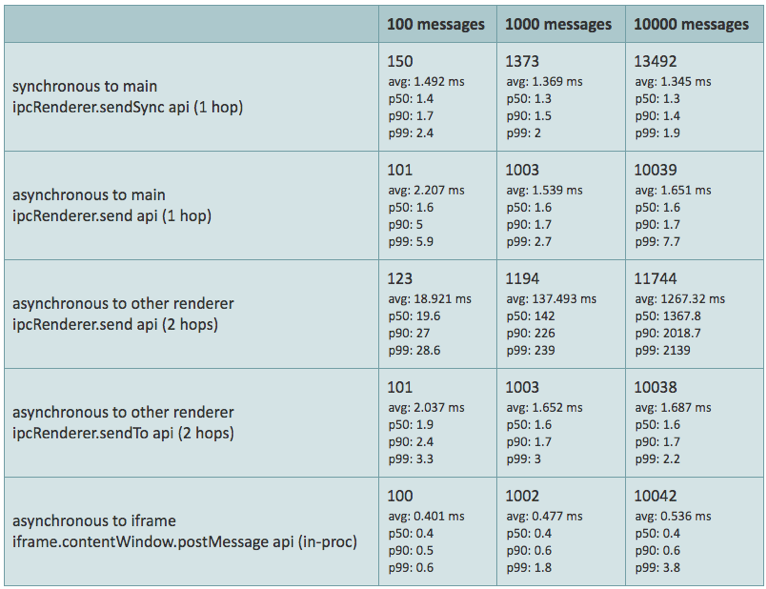 100 messages 1000 messages 10000 messages
synchronous to main
ipcRenderer.sendSync api (1 hop)
150
avg: 1.492 ms
p50: 1.4
p90: 1.7
p99: 2.4
1373
avg: 1.369 ms
p50: 1.3
p90: 1.5
p99: 2
13492
avg: 1.345 ms
p50: 1.3
p90: 1.4
p99: 1.9
asynchronous to main
ipcRenderer.send api (1 hop)
101
avg: 2.207 ms
p50: 1.6
p90: 5
p99: 5.9
1003
avg: 1.539 ms
p50: 1.6
p90: 1.7
p99: 2.7
10039
avg: 1.651 ms
p50: 1.6
p90: 1.7
p99: 7.7
asynchronous to other renderer
ipcRenderer.send api (2 hops)
123
avg: 18.921 ms
p50: 19.6
p90: 27
p99: 28.6
1194
avg: 137.493 ms
p50: 142
p90: 226
p99: 239
11744
avg: 1267.32 ms
p50: 1367.8
p90: 2018.7
p99: 2139
asynchronous to other renderer
ipcRenderer.sendTo api (2 hops)
101
avg: 2.037 ms
p50: 1.9
p90: 2.4
p99: 3.3
1003
avg: 1.652 ms
p50: 1.6
p90: 1.7
p99: 3
10038
avg: 1.687 ms
p50: 1.6
p90: 1.7
p99: 2.2
asynchronous to iframe
iframe.contentWindow.postMessage api (in-proc)
100
avg: 0.401 ms
p50: 0.4
p90: 0.5
p99: 0.6
1002
avg: 0.477 ms
p50: 0.4
p90: 0.6
p99: 1.8
10042
avg: 0.536 ms
p50: 0.4
p90: 0.6
p99: 3.8